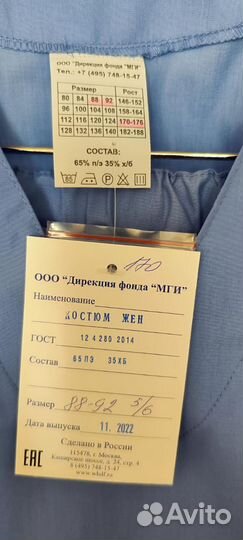 ООО "Дирекция фонда "МГИ"
Тел.: +7 (495) 748-15-47
Размер Рост
80 84 88 92 146-152
96 100 104 108 158-164
112 116 120 124 170-176
128 132 136 140 182-188
СОСТАВ:
65% п/э 35% х/б
170
ООО "Дирекция фонда "МГИ"
Наименование
КОСТЮМ ЖЕН
ГОСТ 12 4 280 2014
Состав 65ПЭ 35ХБ
Размер 88-92 5/6
Дата выпуска 11. 2022
Сделано в России
115478, г. Москва,
Каширское шоссе, д. 24, стр. 4
8 (495) 748-15-47
ЕАС
Avito